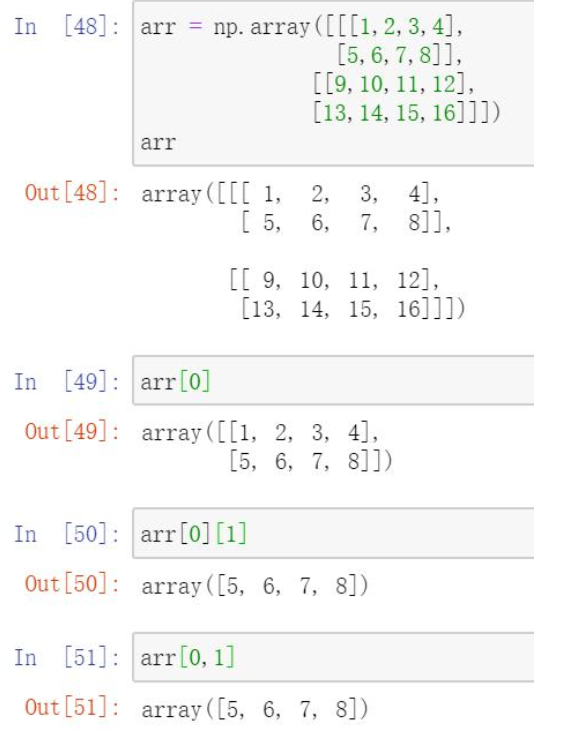 In [48]: arr = np.array([[[1,2,3,4],
[5,6,7,8]],
[[9,10,11,12],
[13,14,15,16]]])
arr
Out[48]: array([[[ 1, 2, 3, 4],
[ 5, 6, 7, 8]],
[[ 9, 10, 11, 12],
[13, 14, 15, 16]]])
In [49]: arr[0]
Out[49]: array([[1, 2, 3, 4],
[5, 6, 7, 8]])
In [50]: arr[0][1]
Out[50]: array([5, 6, 7, 8])
In [51]: arr[0,1]
Out[51]: array([5, 6, 7, 8])